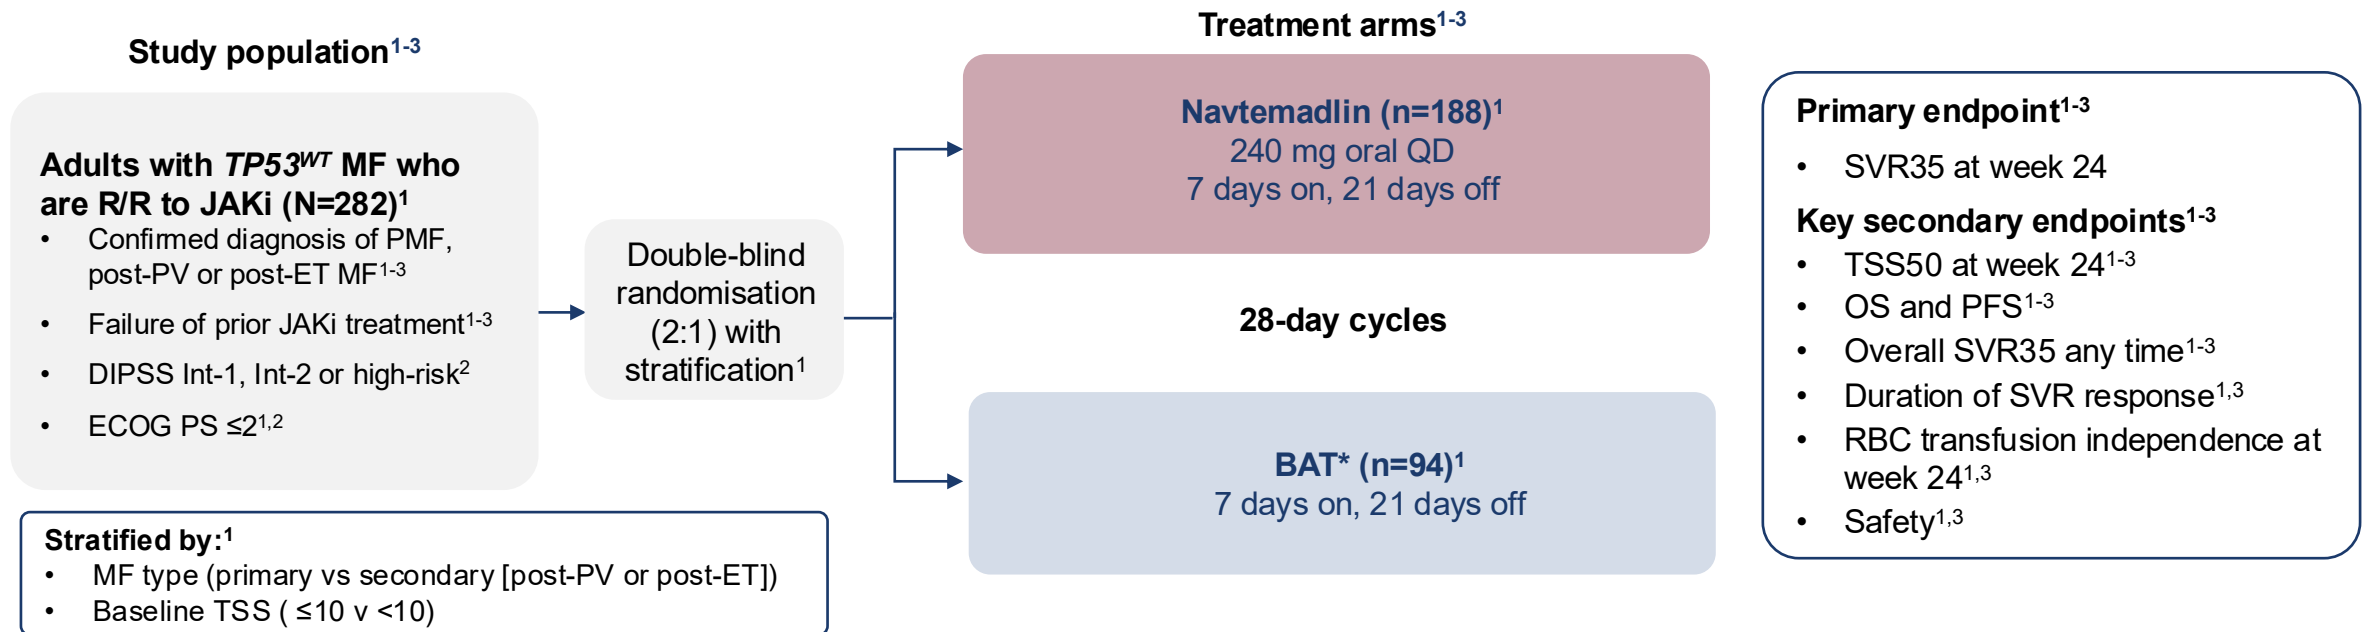 Study population1-3
Adults with TP53WT MF who
are R/R to JAKi (N=282)1
• Confirmed diagnosis of PMF,
post-PV or post-ET MF1-3
• Failure of prior JAKi treatment1-3
• DIPSS Int-1, Int-2 or high-risk2
• ECOG PS ≤21,2
Stratified by:1
• MF type (primary vs secondary [post-PV or post-ET])
• Baseline TSS ( ≤10 v <10)
Double-blind
randomisation
(2:1) with
stratification1
Treatment arms1-3
Navtemadlin (n=188)1
240 mg oral QD
7 days on, 21 days off
28-day cycles
BAT* (n=94)1
7 days on, 21 days off
Primary endpoint1-3
• SVR35 at week 24
Key secondary endpoints1-3
• TSS50 at week 241-3
• OS and PFS1-3
• Overall SVR35 any time1-3
• Duration of SVR response1,3
• RBC transfusion independence at
week 241,3
• Safety1,3